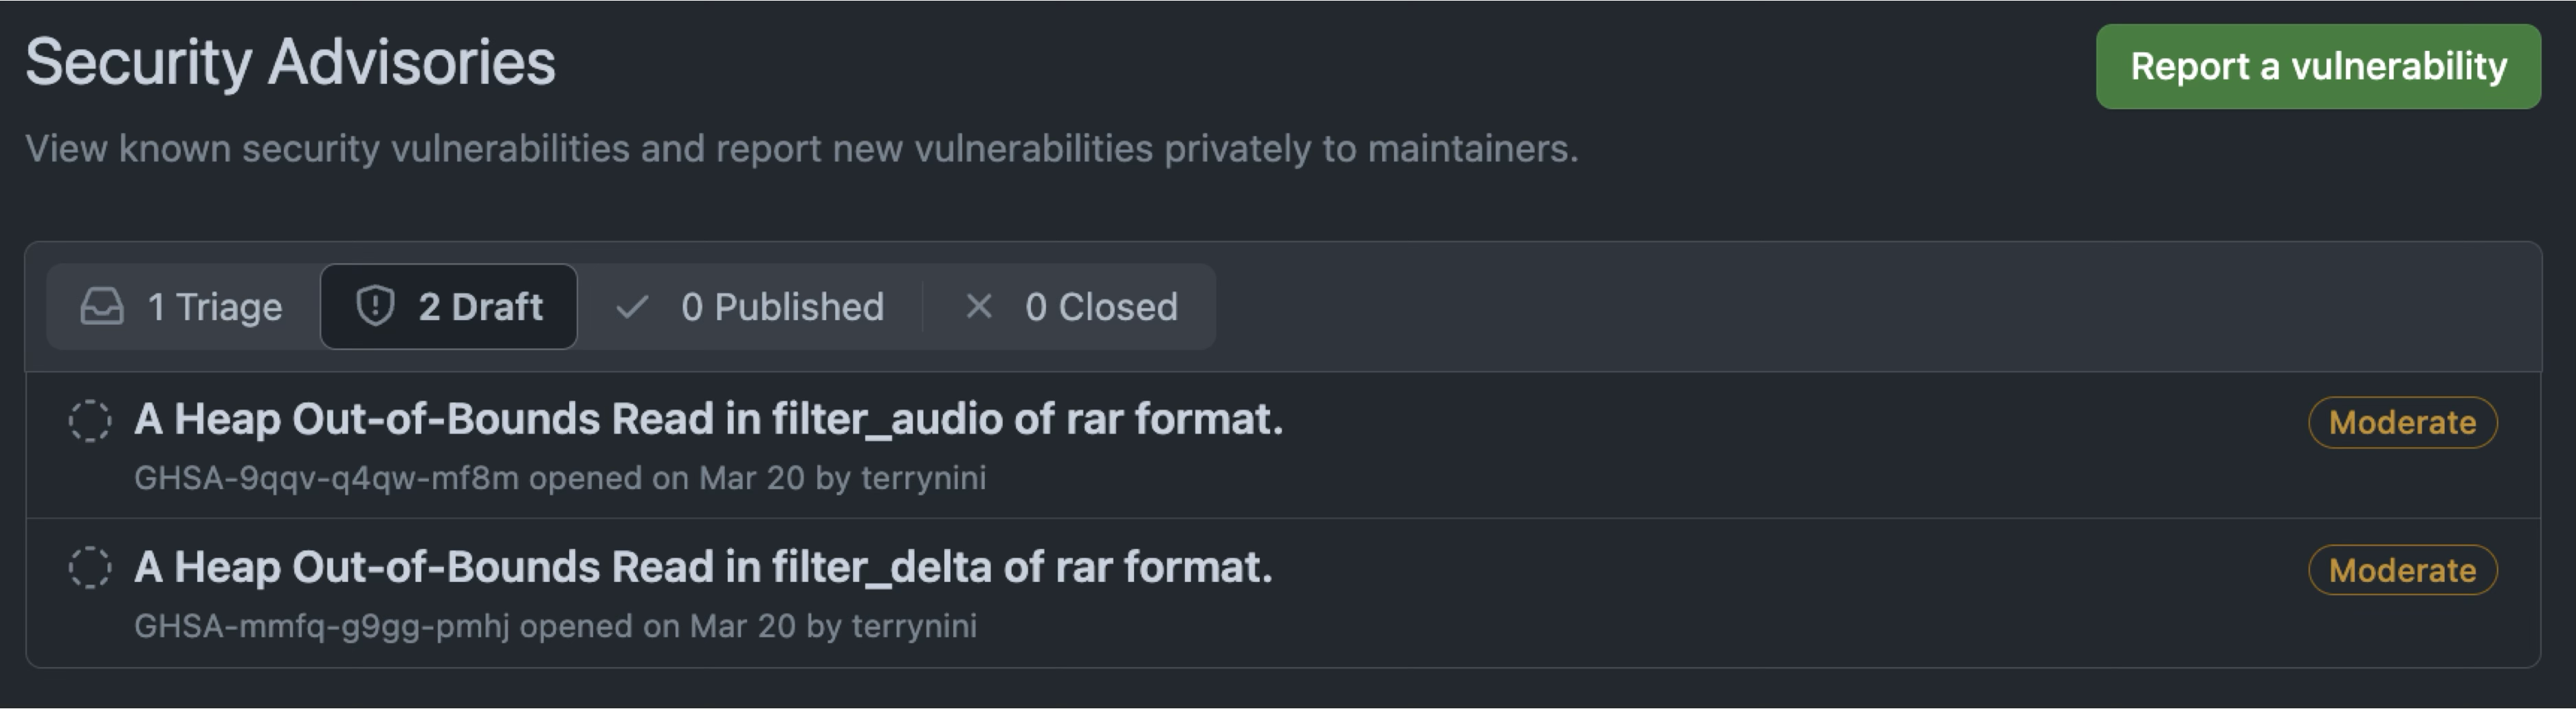 Security Advisories
Report a vulnerability
View known security vulnerabilities and report new vulnerabilities privately to maintainers.
1 Triage
2 Draft
0 Published
0 Closed
A Heap Out-of-Bounds Read in filter_audio of rar format.
Moderate
GHSA-9qqv-q4qw-mf8m opened on Mar 20 by terrynini
A Heap Out-of-Bounds Read in filter_delta of rar format.
Moderate
GHSA-mmfq-g9gg-pmhj opened on Mar 20 by terrynini